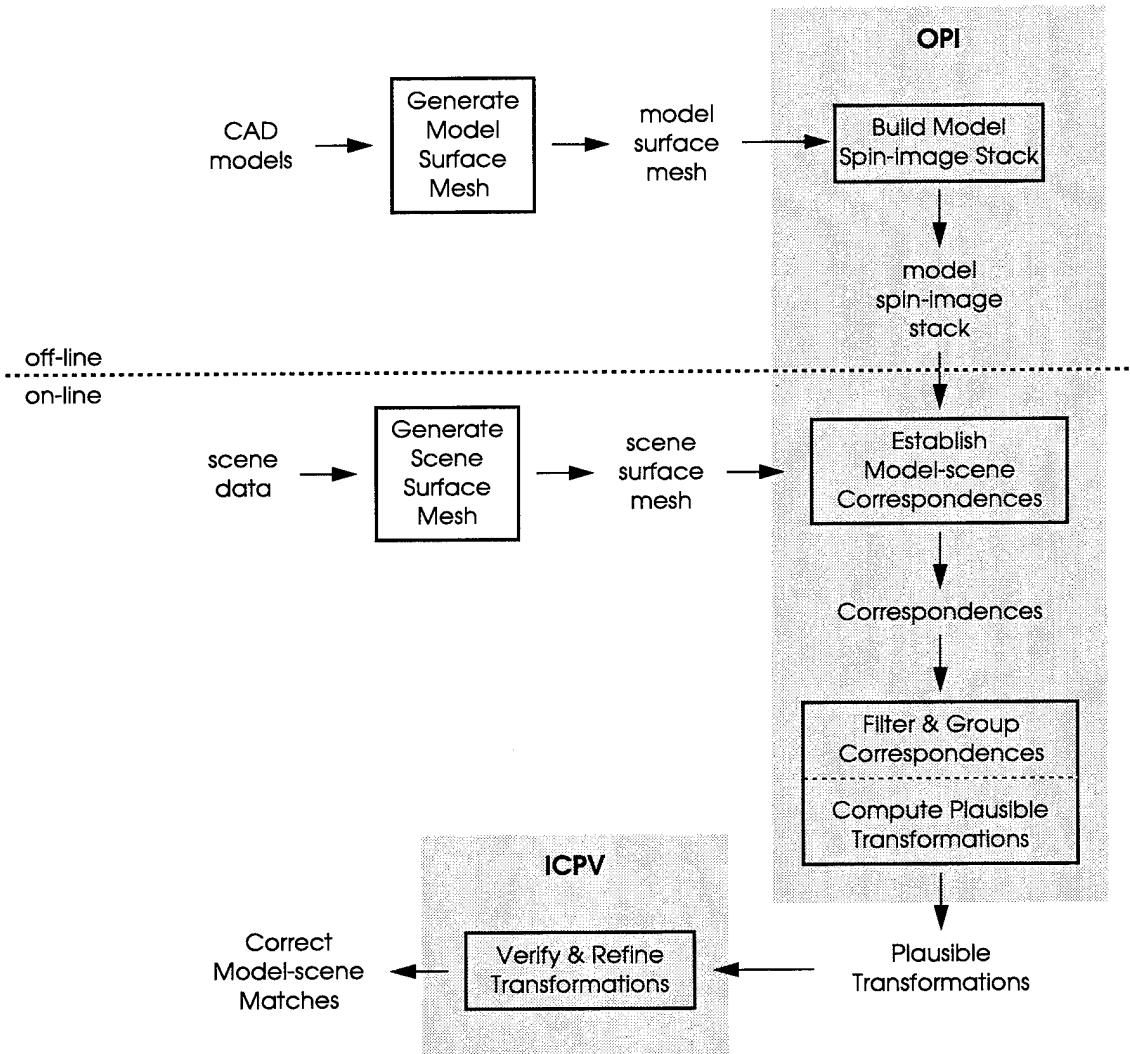 OPI
CAD
models
Generate
Model
Surface
Mesh
model
surface
mesh
Build Model
Spin-image Stack
model
spin-image
stack
off-line
on-line
scene
data
Generate
Scene
Surface
Mesh
scene
surface
mesh
Establish
Model-scene
Correspondences
Correspondences
Filter & Group
Correspondences
Compute Plausible
Transformations
ICPV
Correct
Model-scene
Matches
Verify & Refine
Transformations
Plausible
Transformations